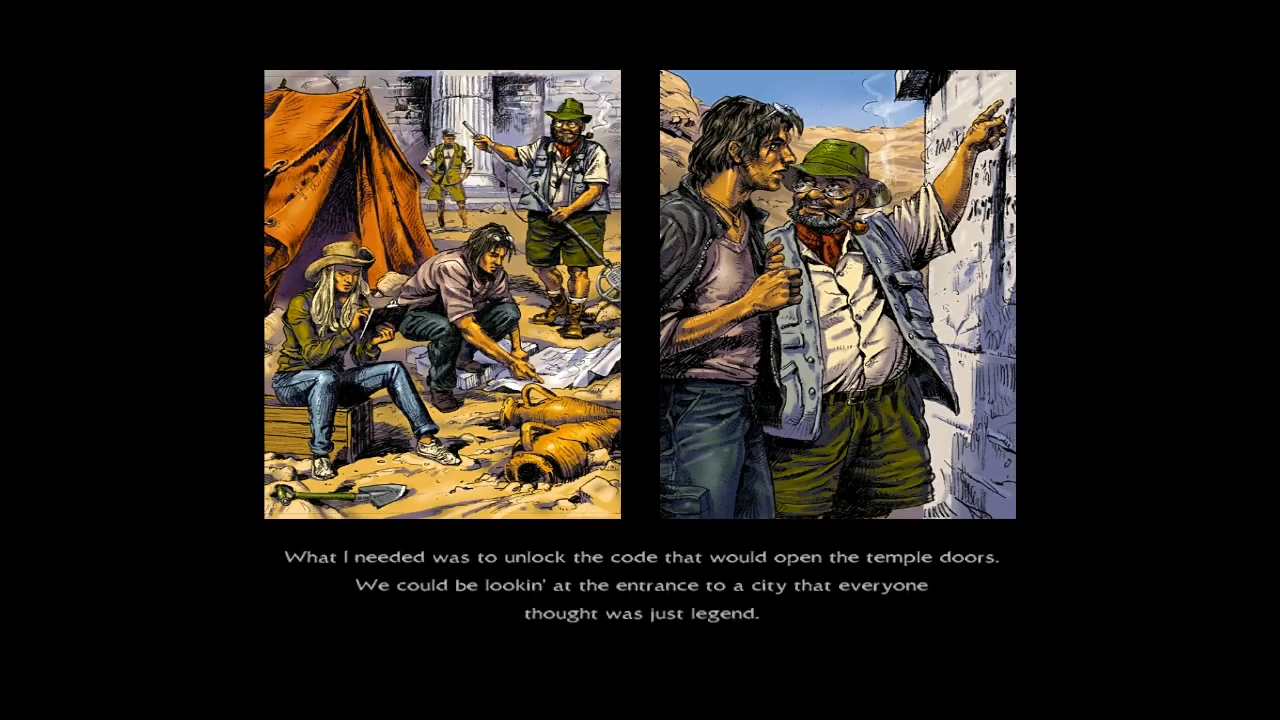 What I needed was to unlock the code that would open the temple doors.
We could be lookin' at the entrance to a city that everyone
thought was just legend.